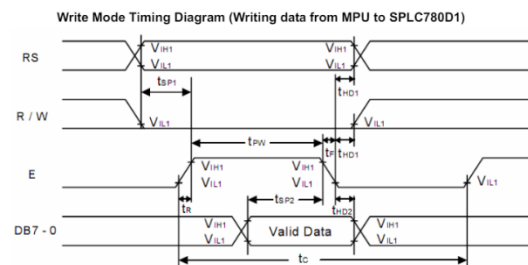 Write Mode Timing Diagram (Writing data from MPU to SPLC780D1)
RS VIH1 VIL1 VIH1 VIL1
tSP1 tHD1
R / W VIL1 VIL1
tPW tF tHD1
E VIH1 VIL1 VIH1 VIL1 VIL1
tR tSP2 tHD2
DB7 - 0 VIH1 VIL1 Valid Data VIH1 VIL1
tC